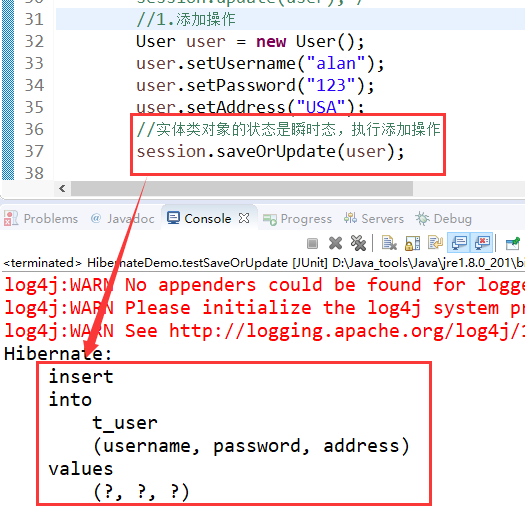 30 session.update(user); /
31 //1.添加操作
32 User user = new User();
33 user.setUsername("alan");
34 user.setPassword("123");
35 user.setAddress("USA");
36 //实体类对象的状态是瞬时态，执行添加操作
37 session.saveOrUpdate(user);
38
Problems @ Javadoc Console Progress Servers Debug
<terminated> HibernateDemo.testSaveOrUpdate [JUnit] D:\Java_tools\Java\jre1.8.0_201\b
log4j:WARN No appenders could be found for logge
log4j:WARN Please initialize the log4j system pr
log4j:WARN See http://logging.apache.org/log4j/1
Hibernate:
insert
into
t_user
(username, password, address)
values
(?, ?, ?)